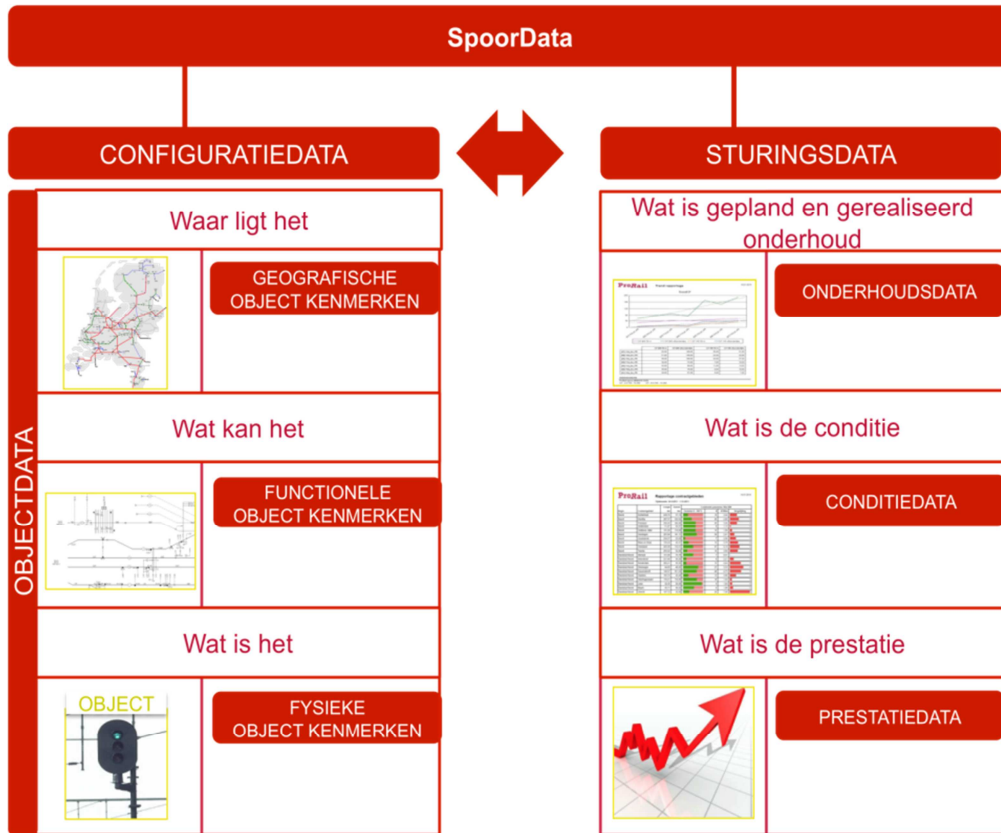 SpoorData
CONFIGURATIEDATA
STURINGSDATA
OBJECTDATA
Waar ligt het
GEOGRAFISCHE
OBJECT KENMERKEN
Wat kan het
FUNCTIONELE
OBJECT KENMERKEN
Wat is het
OBJECT
FYSIEKE
OBJECT KENMERKEN
Wat is gepland en gerealiseerd
onderhoud
ProRail
ONDERHOUDSDATA
Wat is de conditie
ProRail
CONDITIEDATA
Wat is de prestatie
PRESTATIEDATA